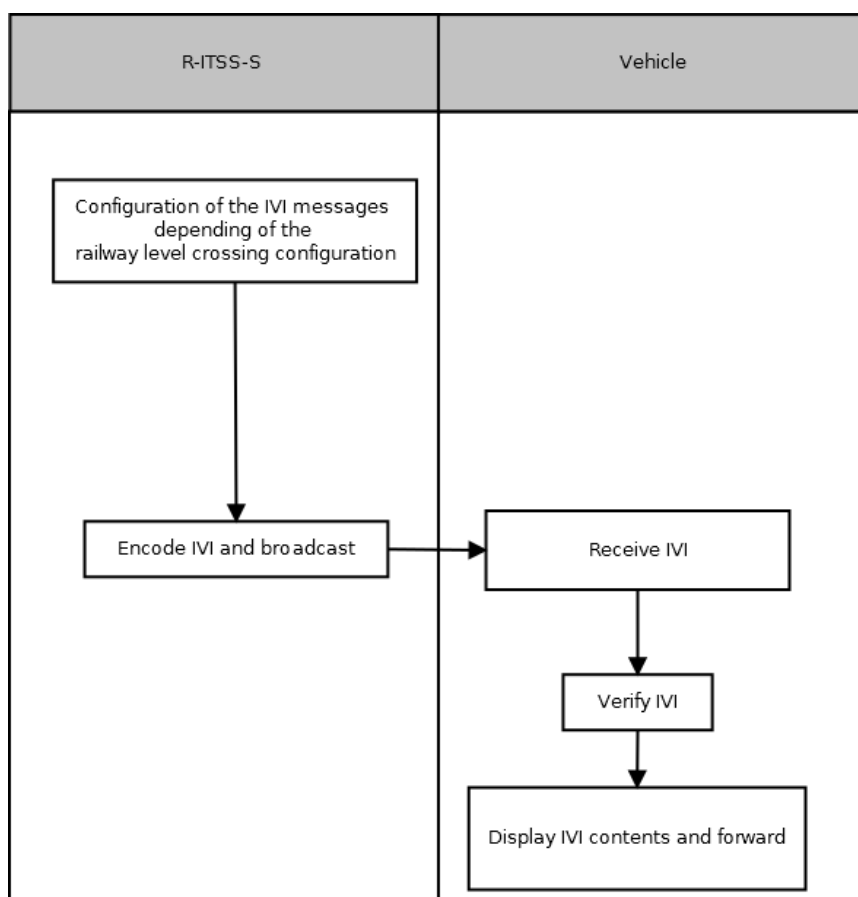 R-ITSS-S
Vehicle
Configuration of the IVI messages
depending of the
railway level crossing configuration
Encode IVI and broadcast
Receive IVI
Verify IVI
Display IVI contents and forward